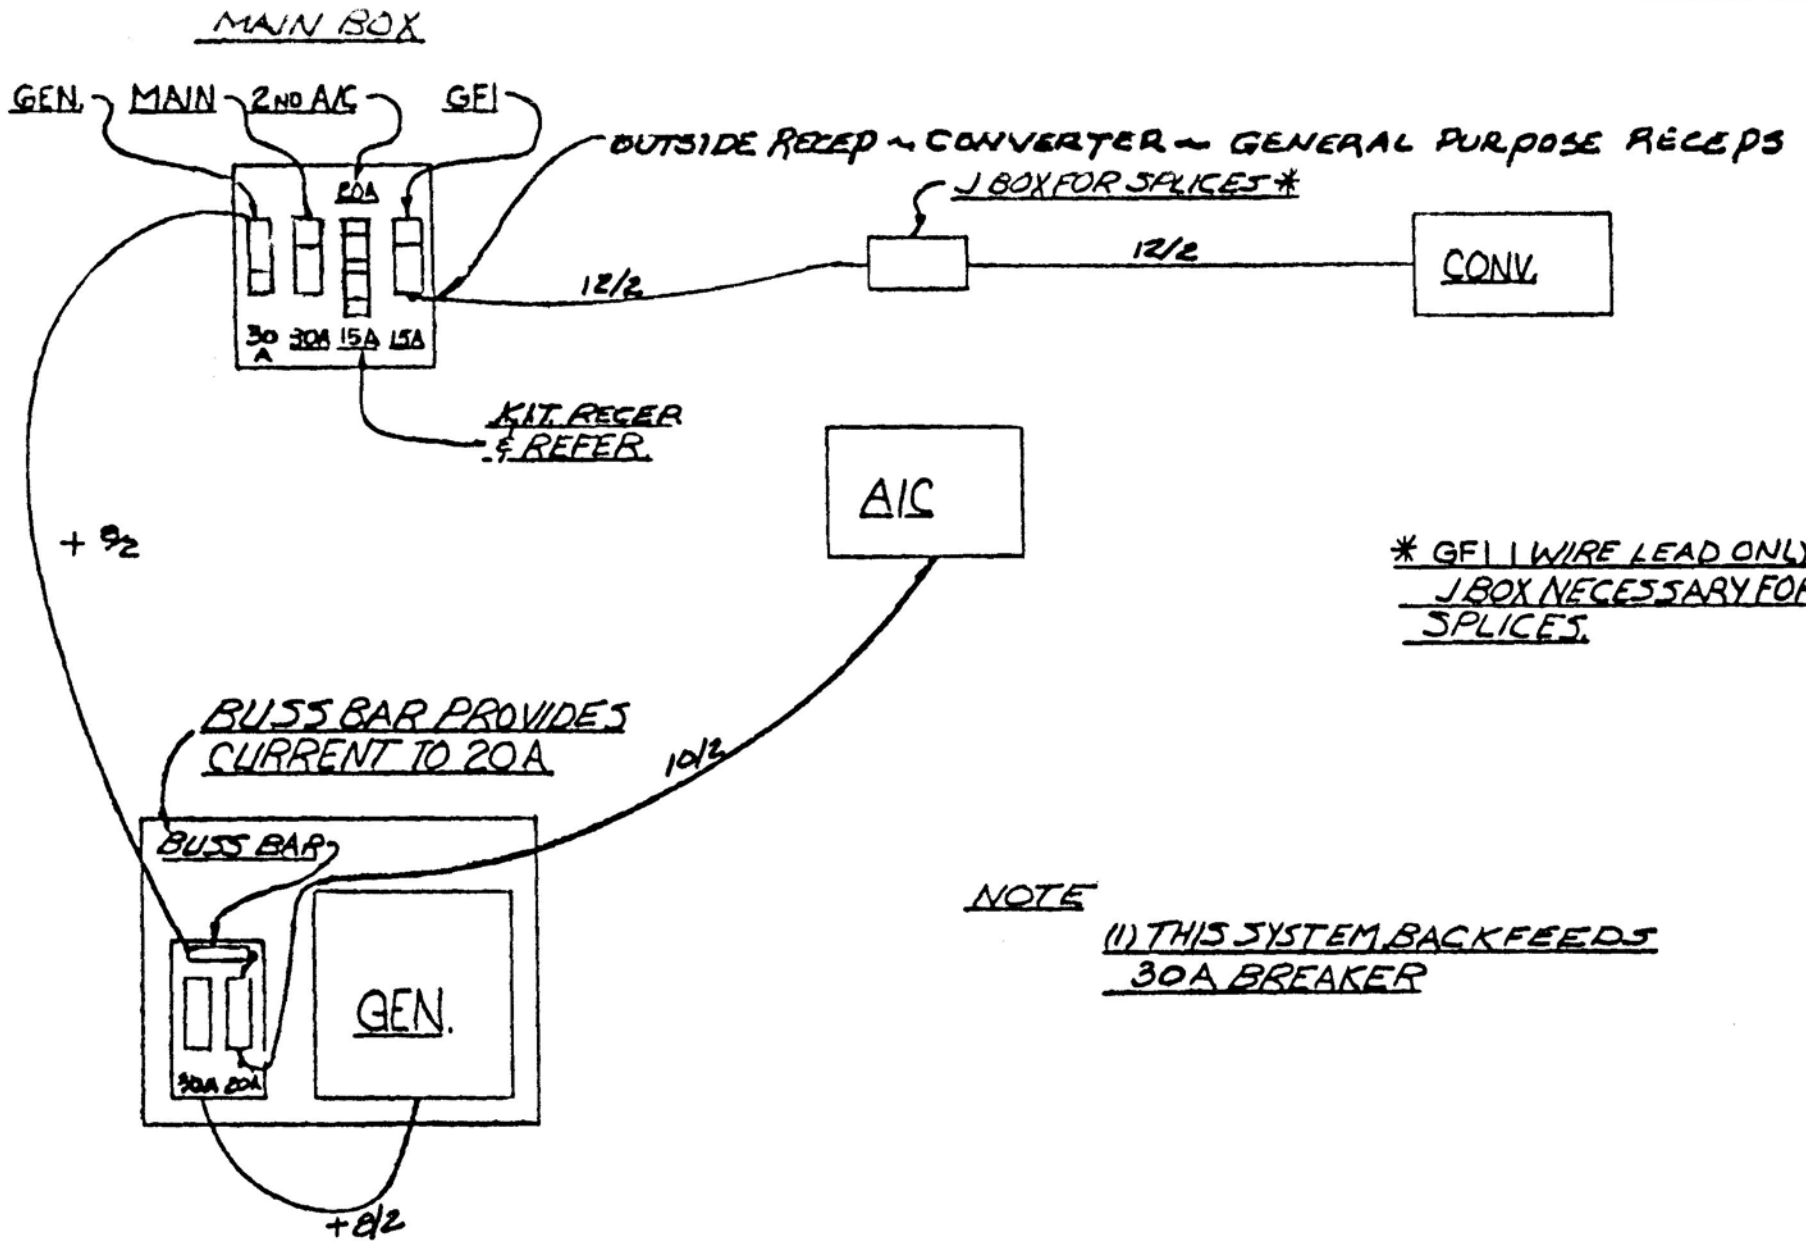 MAIN BOX
GEN. MAIN 2ND A/C GFI
OUTSIDE RECEP ~ CONVERTER ~ GENERAL PURPOSE RECEPS
J BOX FOR SPLICES *
20A
12/2
12/2
CONV.
30 A 30A 15A 15A
KIT. RECEP
& REFER.
A/C
+ 8/2
* GFI 1 WIRE LEAD ONLY
J BOX NECESSARY FOR
SPLICES.
BUSS BAR PROVIDES
CURRENT TO 20A
10/2
BUSS BAR
NOTE
(1) THIS SYSTEM BACKFEEDS
30A BREAKER
GEN.
30A 20A
+8/2